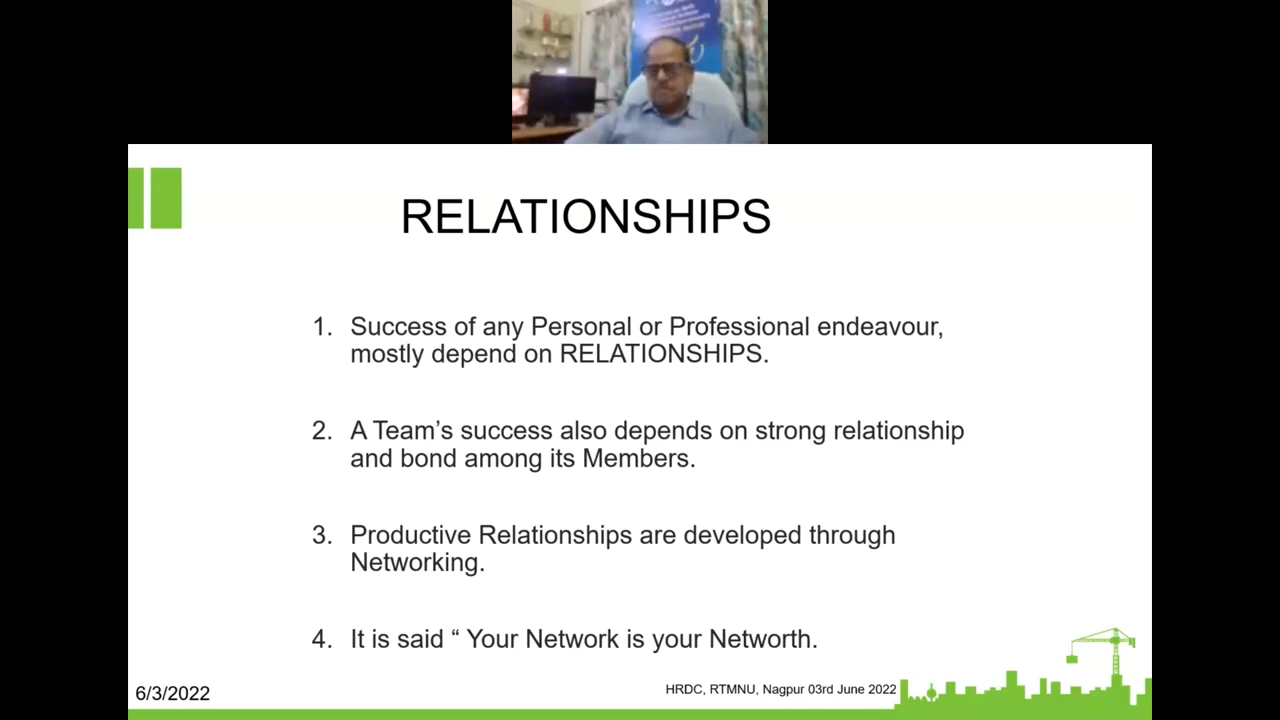 RELATIONSHIPS
1. Success of any Personal or Professional endeavour,
mostly depend on RELATIONSHIPS.
2. A Team’s success also depends on strong relationship
and bond among its Members.
3. Productive Relationships are developed through
Networking.
4. It is said “ Your Network is your Networth.
6/3/2022
HRDC, RTMNU, Nagpur 03rd June 2022